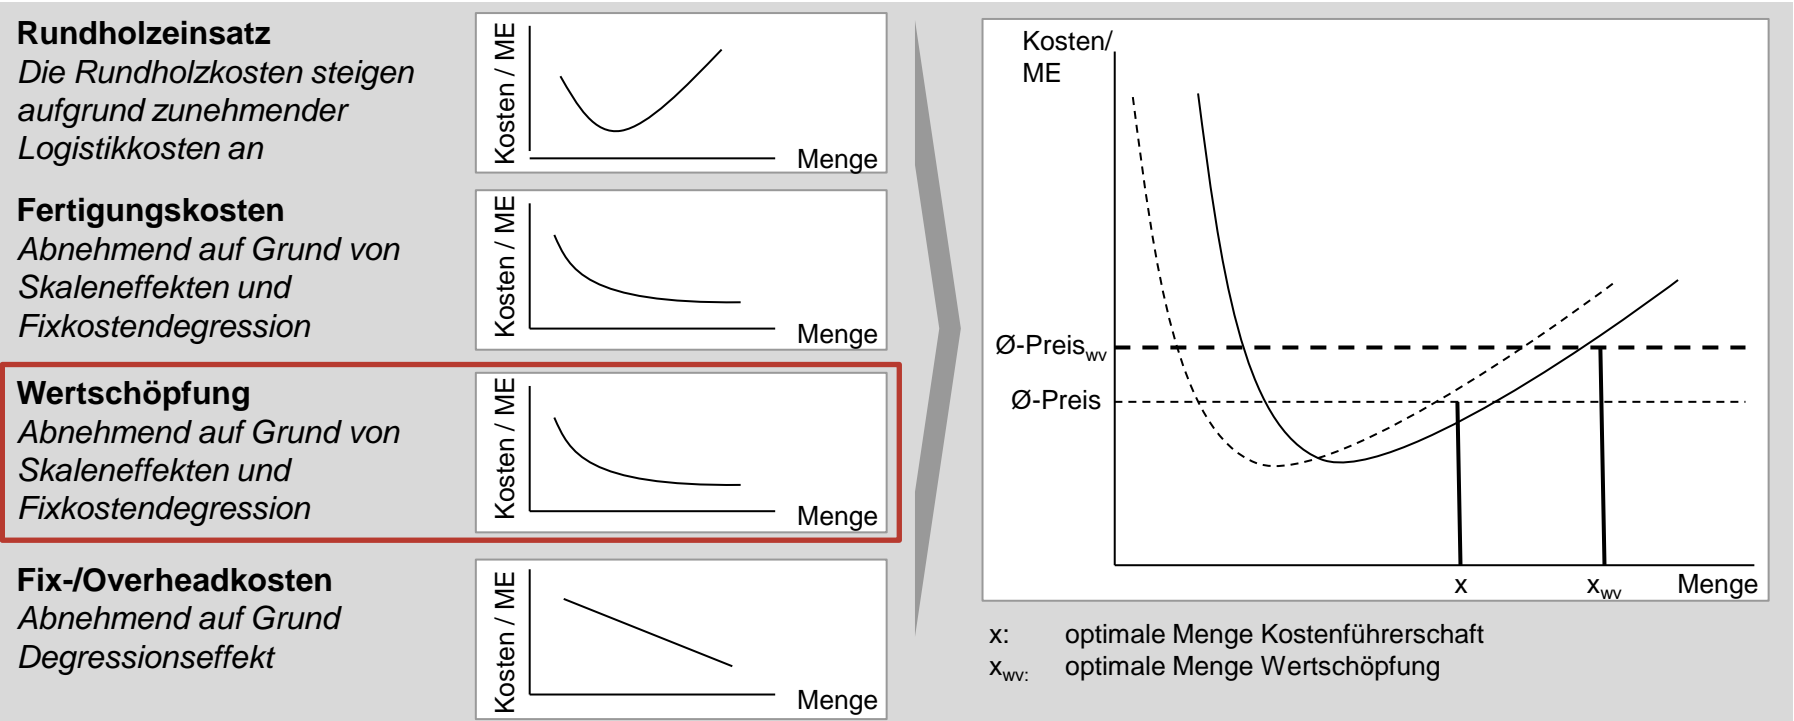 Rundholzeinsatz
Die Rundholzkosten steigen
aufgrund zunehmender
Logistikkosten an
Kosten / ME
Menge
Fertigungskosten
Abnehmend auf Grund von
Skaleneffekten und
Fixkostendegression
Kosten / ME
Menge
Wertschöpfung
Abnehmend auf Grund von
Skaleneffekten und
Fixkostendegression
Kosten / ME
Menge
Fix-/Overheadkosten
Abnehmend auf Grund
Degressionseffekt
Kosten / ME
Menge
Kosten/
ME
Ø-Preiswv
Ø-Preis
x
xwv
Menge
x: optimale Menge Kostenführerschaft
xwv: optimale Menge Wertschöpfung